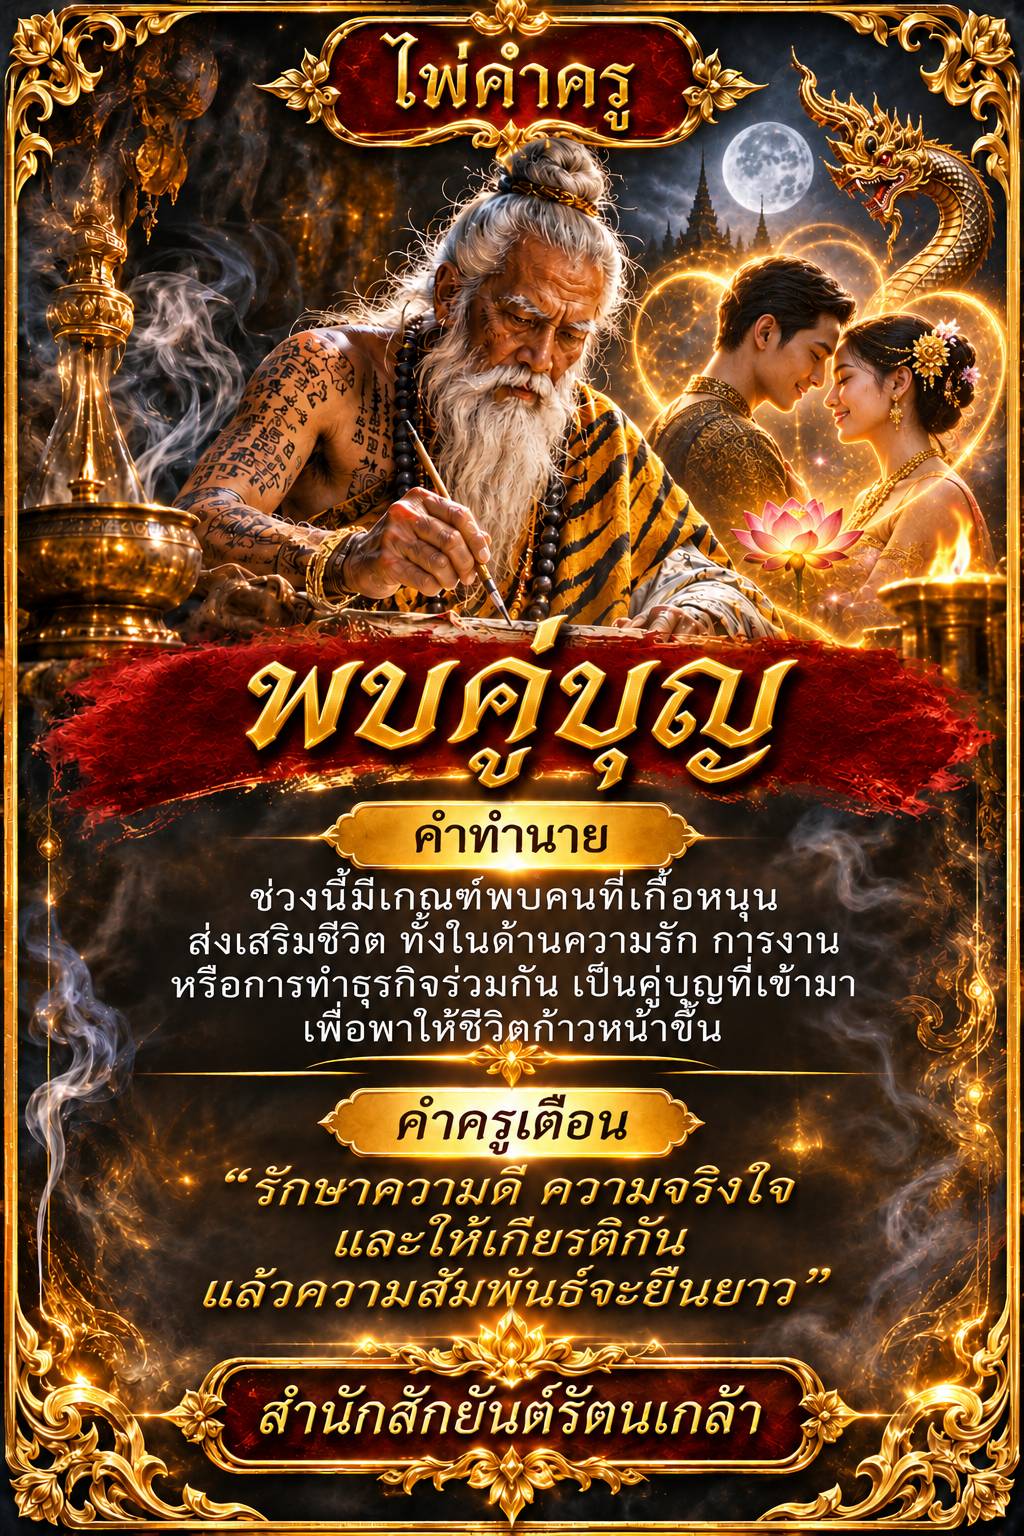 ไพ่คำครู
พบคู่บุญ
คำทำนาย
ช่วงนี้มีเกณฑ์พบคนที่เกื้อหนุน
ส่งเสริมชีวิต ทั้งในด้านความรัก การงาน
หรือการทำธุรกิจร่วมกัน เป็นคู่บุญที่เข้ามา
เพื่อพาให้ชีวิตก้าวหน้าขึ้น
คำครูเตือน
“รักษาความดี ความจริงใจ
และให้เกียรติกัน
แล้วความสัมพันธ์จะยืนยาว”
สำนักสักยันต์รัตนเกล้า